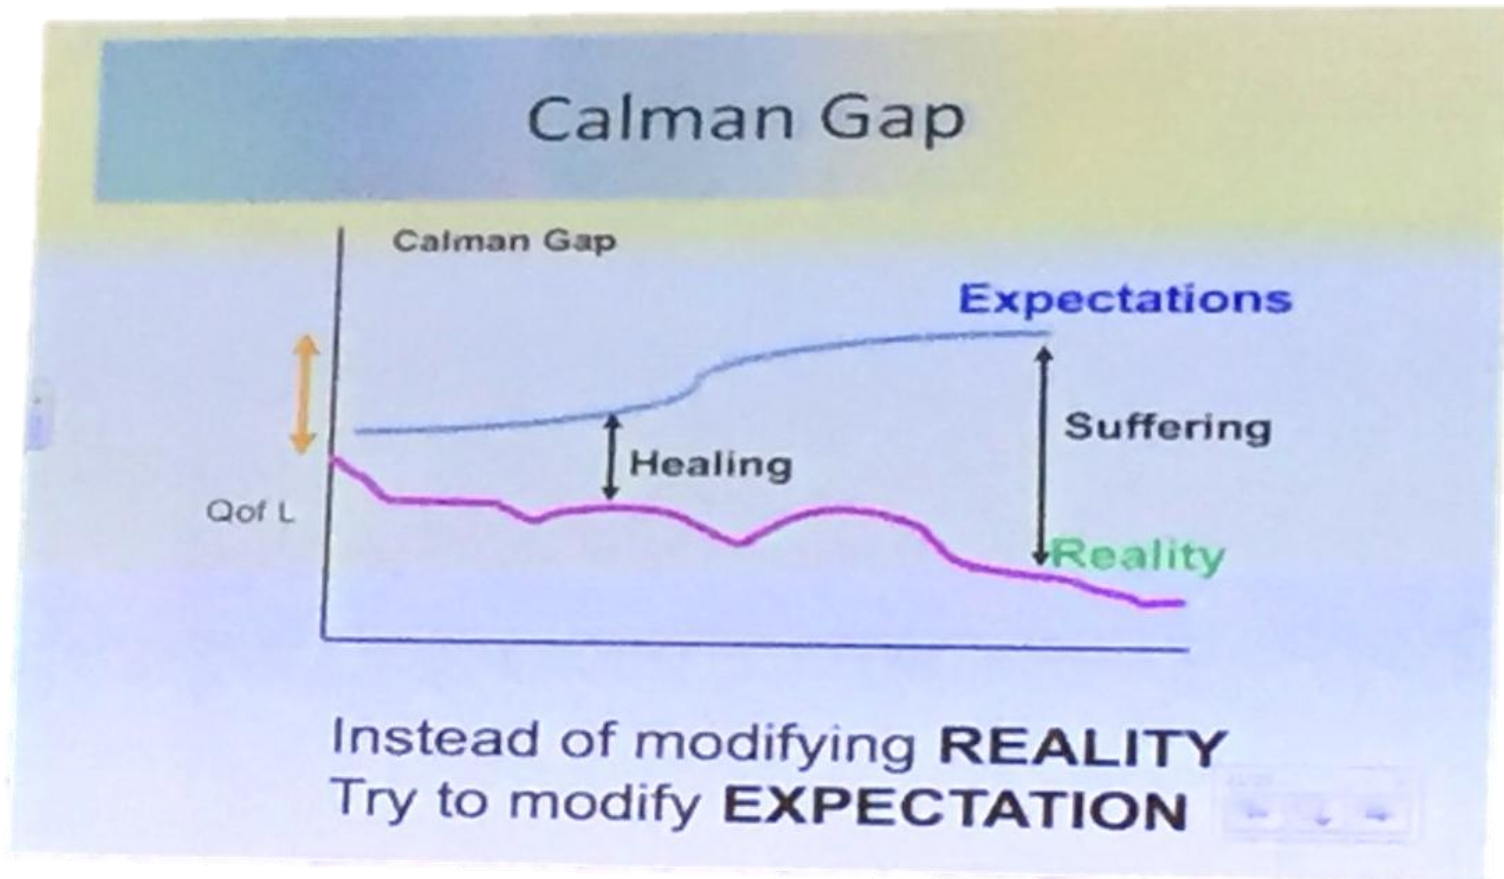 Calman Gap
Calman Gap
Expectations
Suffering
Healing
Qof L
Reality
Instead of modifying REALITY
Try to modify EXPECTATION